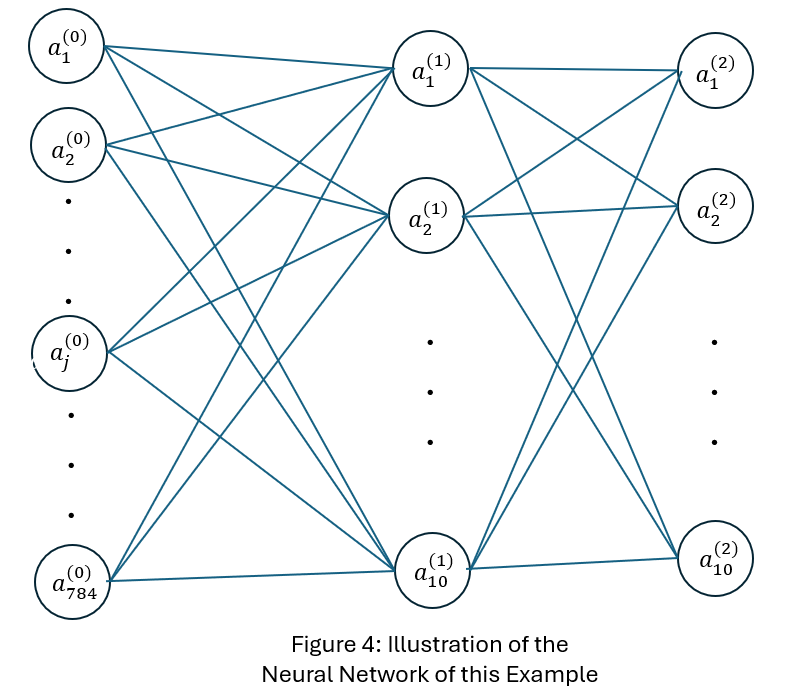 a_1^{(0)}
a_2^{(0)}
a_j^{(0)}
a_{784}^{(0)}
a_1^{(1)}
a_2^{(1)}
a_{10}^{(1)}
a_1^{(2)}
a_2^{(2)}
a_{10}^{(2)}
Figure 4: Illustration of the
Neural Network of this Example